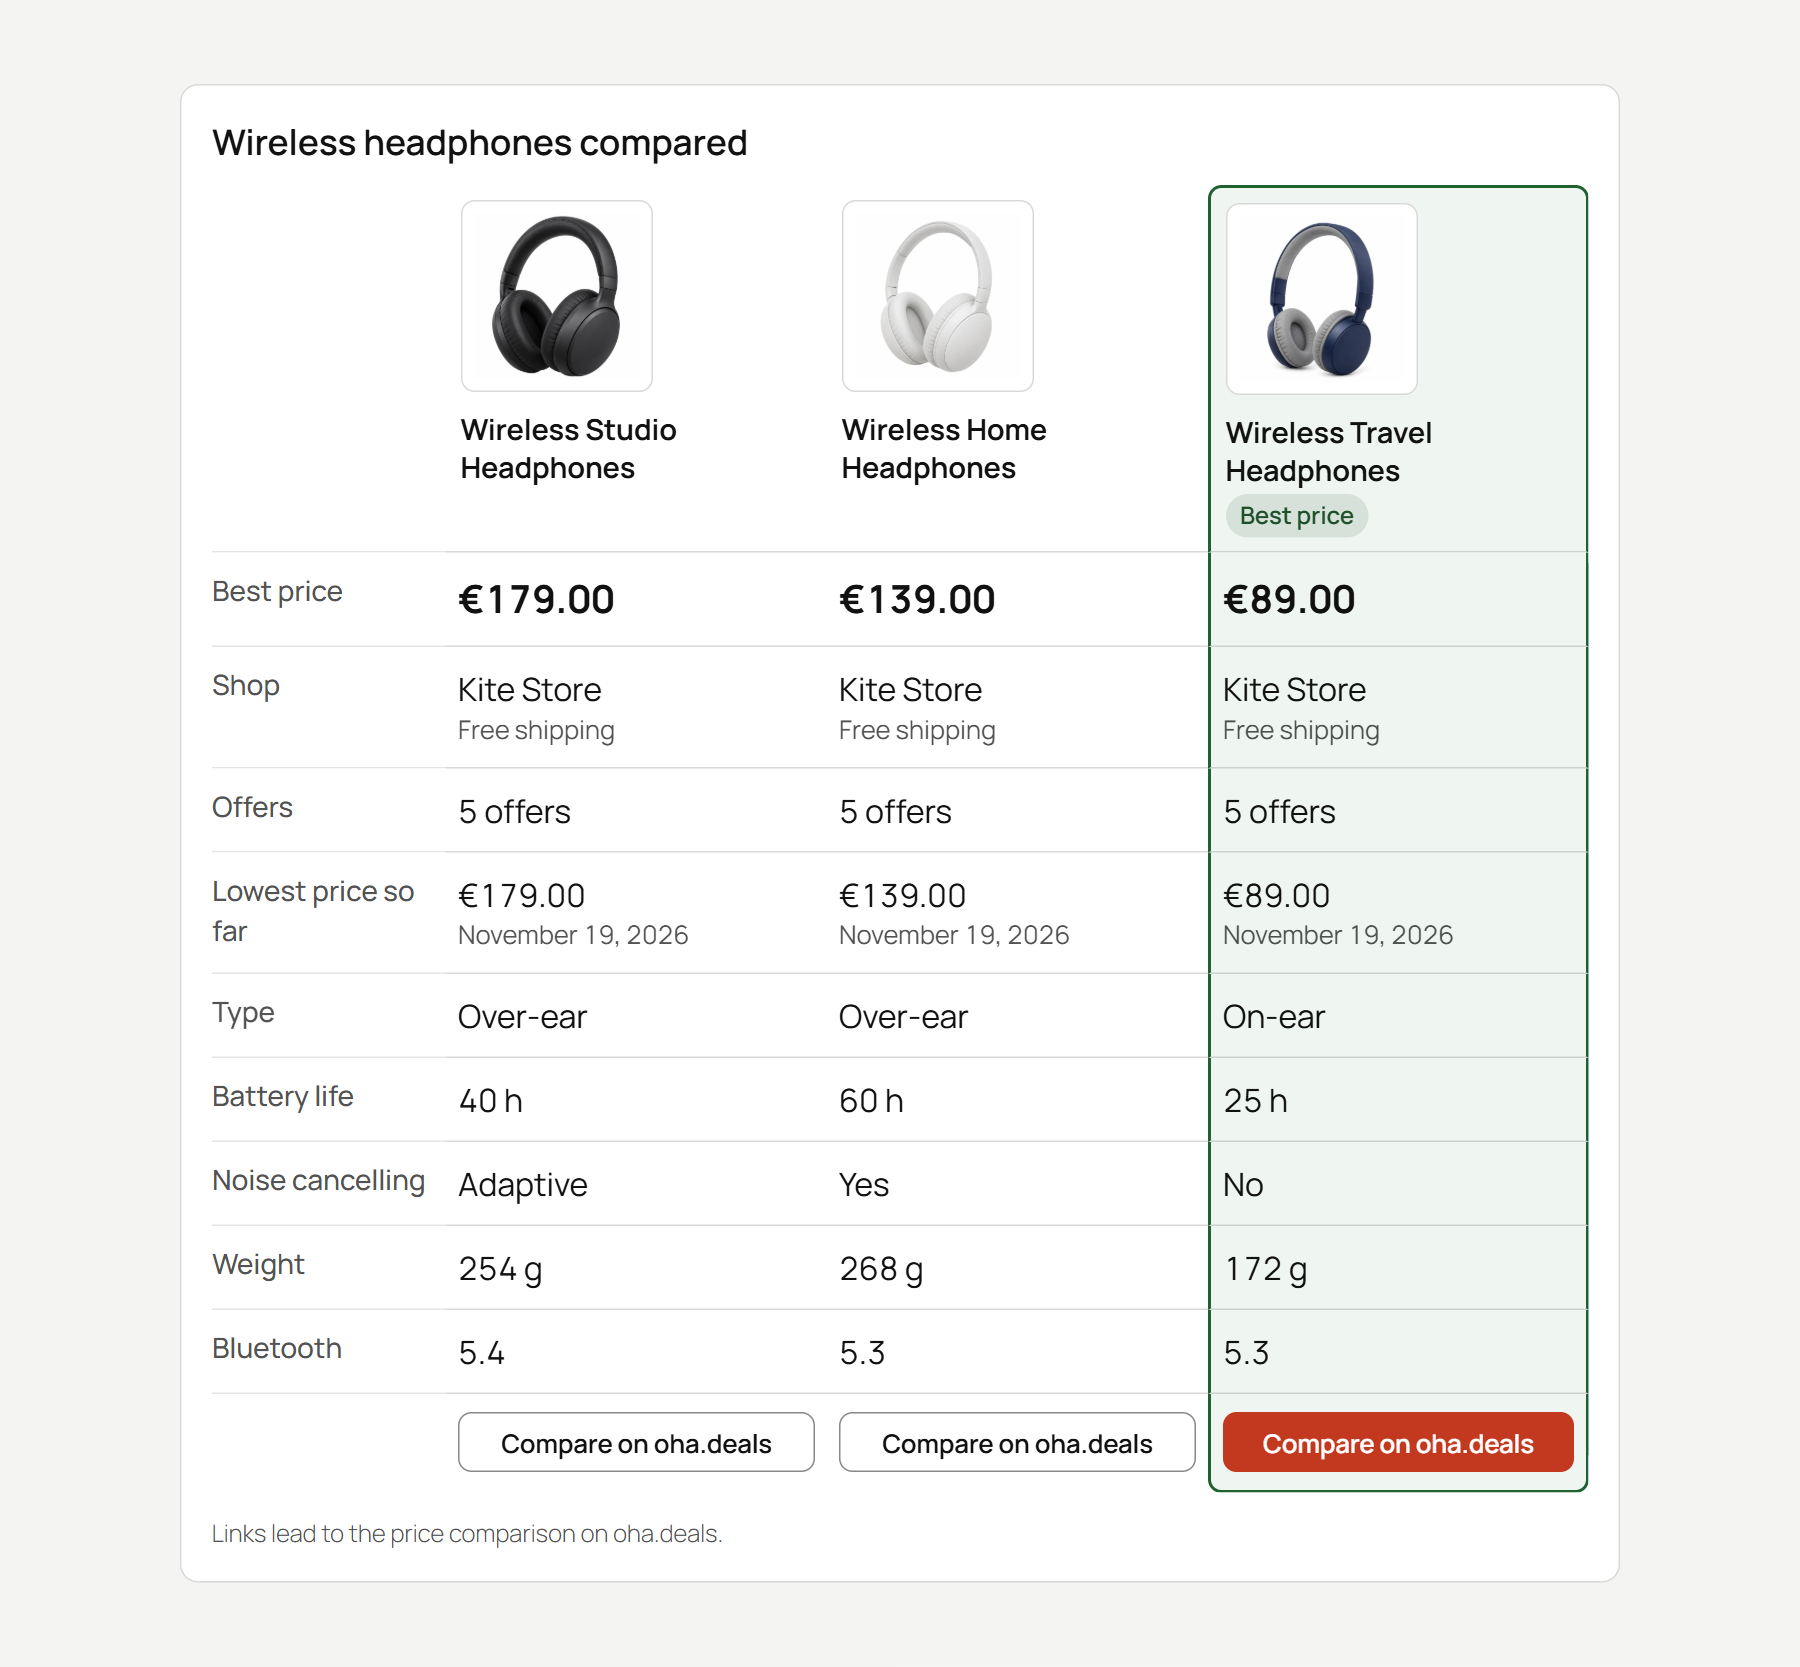 Wireless headphones compared
Wireless Studio
Headphones
Wireless Home
Headphones
Wireless Travel
Headphones
Best price
Best price €179.00 €139.00 €89.00
Shop Kite Store Kite Store Kite Store
Free shipping Free shipping Free shipping
Offers 5 offers 5 offers 5 offers
Lowest price so far €179.00 €139.00 €89.00
November 19, 2026 November 19, 2026 November 19, 2026
Type Over-ear Over-ear On-ear
Battery life 40 h 60 h 25 h
Noise cancelling Adaptive Yes No
Weight 254 g 268 g 172 g
Bluetooth 5.4 5.3 5.3
Compare on oha.deals Compare on oha.deals Compare on oha.deals
Links lead to the price comparison on oha.deals.